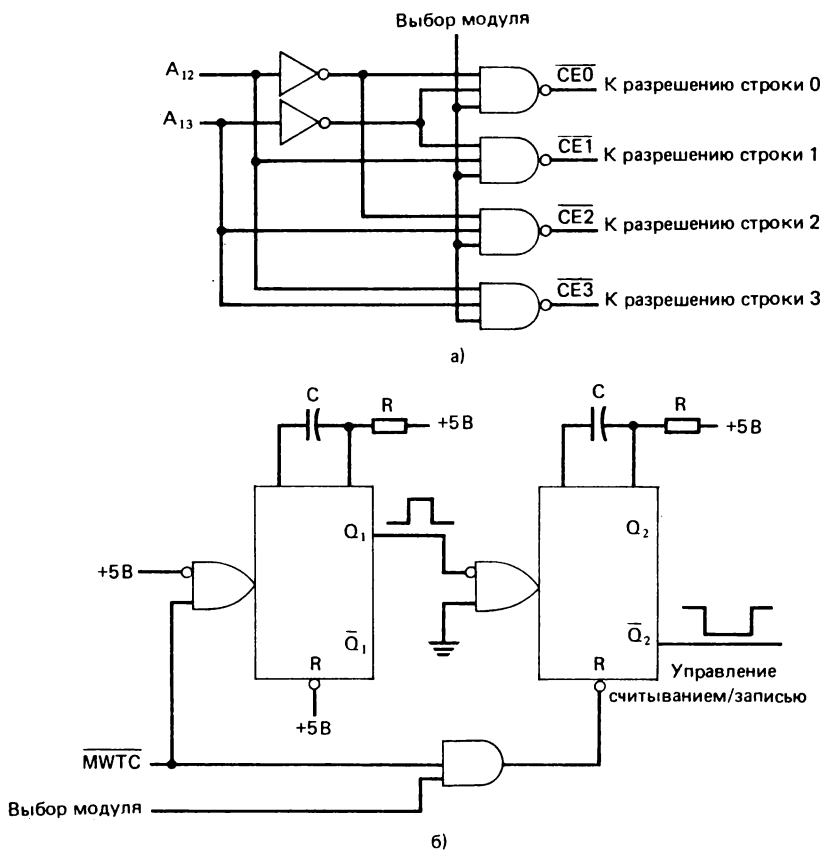 Выбор модуля
A₁₂
CE0
К разрешению строки 0
A₁₃
CE1
К разрешению строки 1
CE2
К разрешению строки 2
CE3
К разрешению строки 3
а)
C
R
+5В
C
R
+5В
Q₁
Q₂
+5В
Q̅₁
Q̅₂
R
R
+5В
Управление
считыванием/записью
MWTC
Выбор модуля
б)